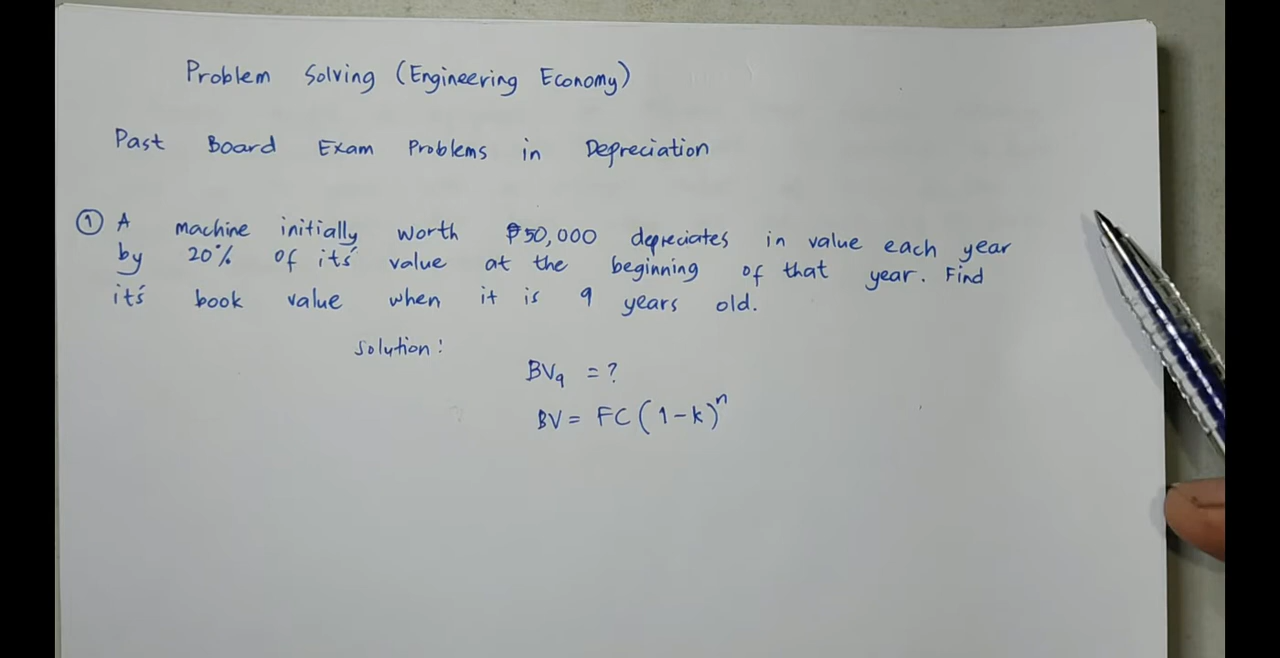 Problem Solving (Engineering Economy)
Past Board Exam Problems in Depreciation
① A machine initially worth ₱50,000 depreciates in value each year
by 20% of it's value at the beginning of that year. Find
it's book value when it is 9 years old.
Solution:
BV₉ = ?
BV = FC (1-k)ⁿ